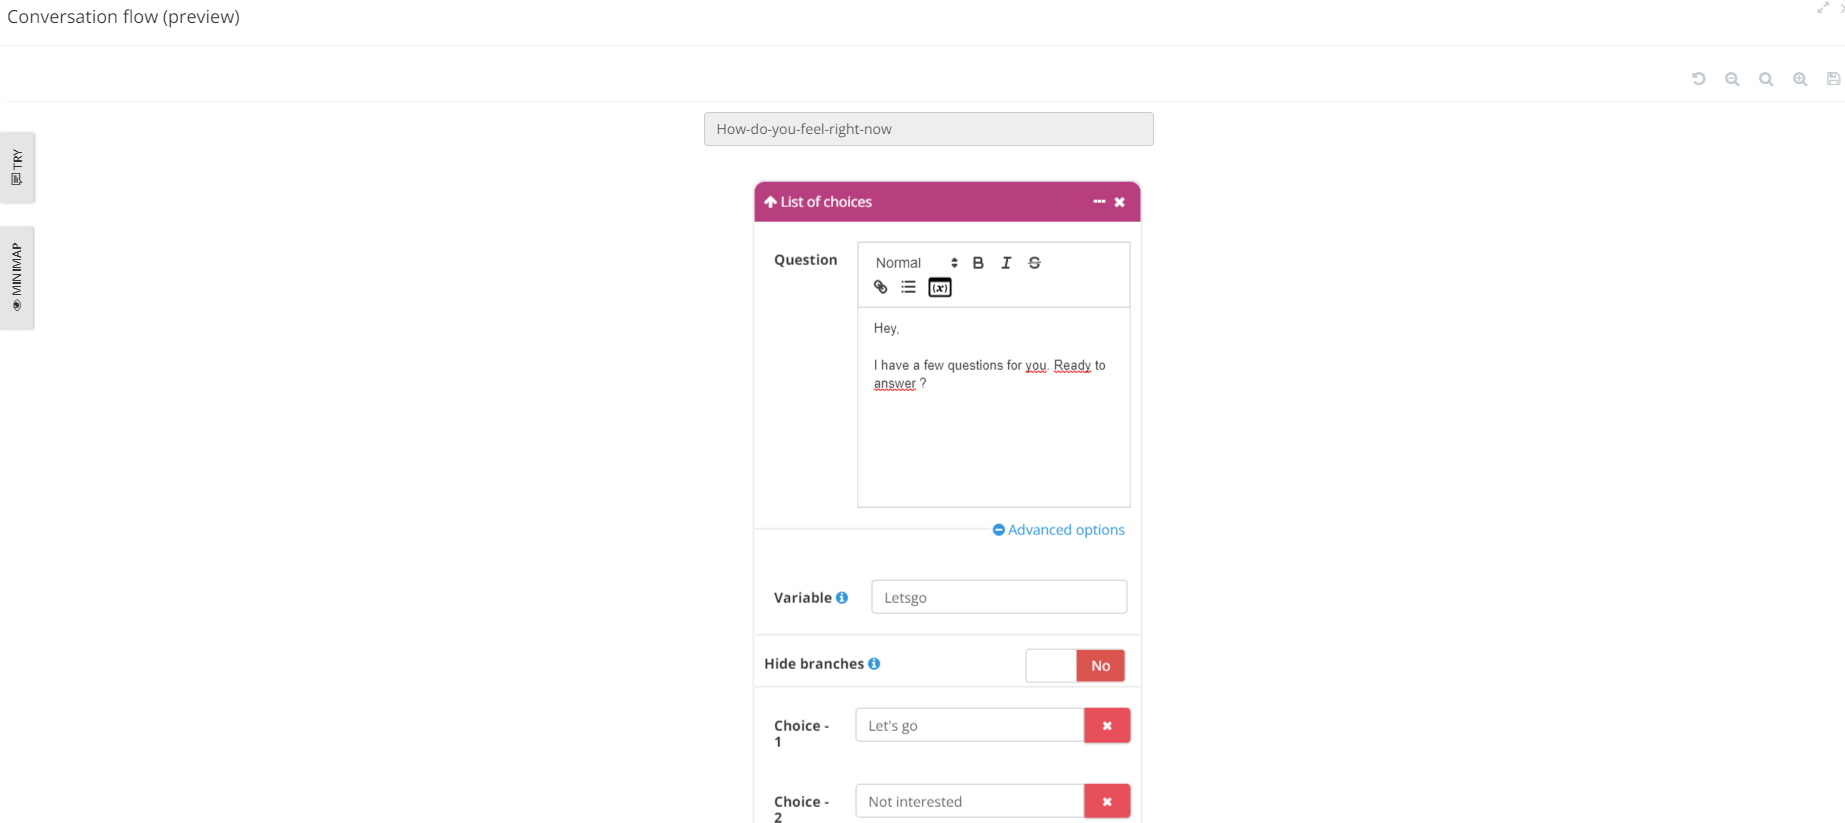 Conversation flow (preview)
TRY
MINIMAP
How-do-you-feel-right-now
List of choices
Question
Normal
B I S
(x)
Hey,
I have a few questions for you. Ready to
answer ?
Advanced options
Variable
Letsgo
Hide branches
No
Choice -
1
Let's go
Choice -
2
Not interested